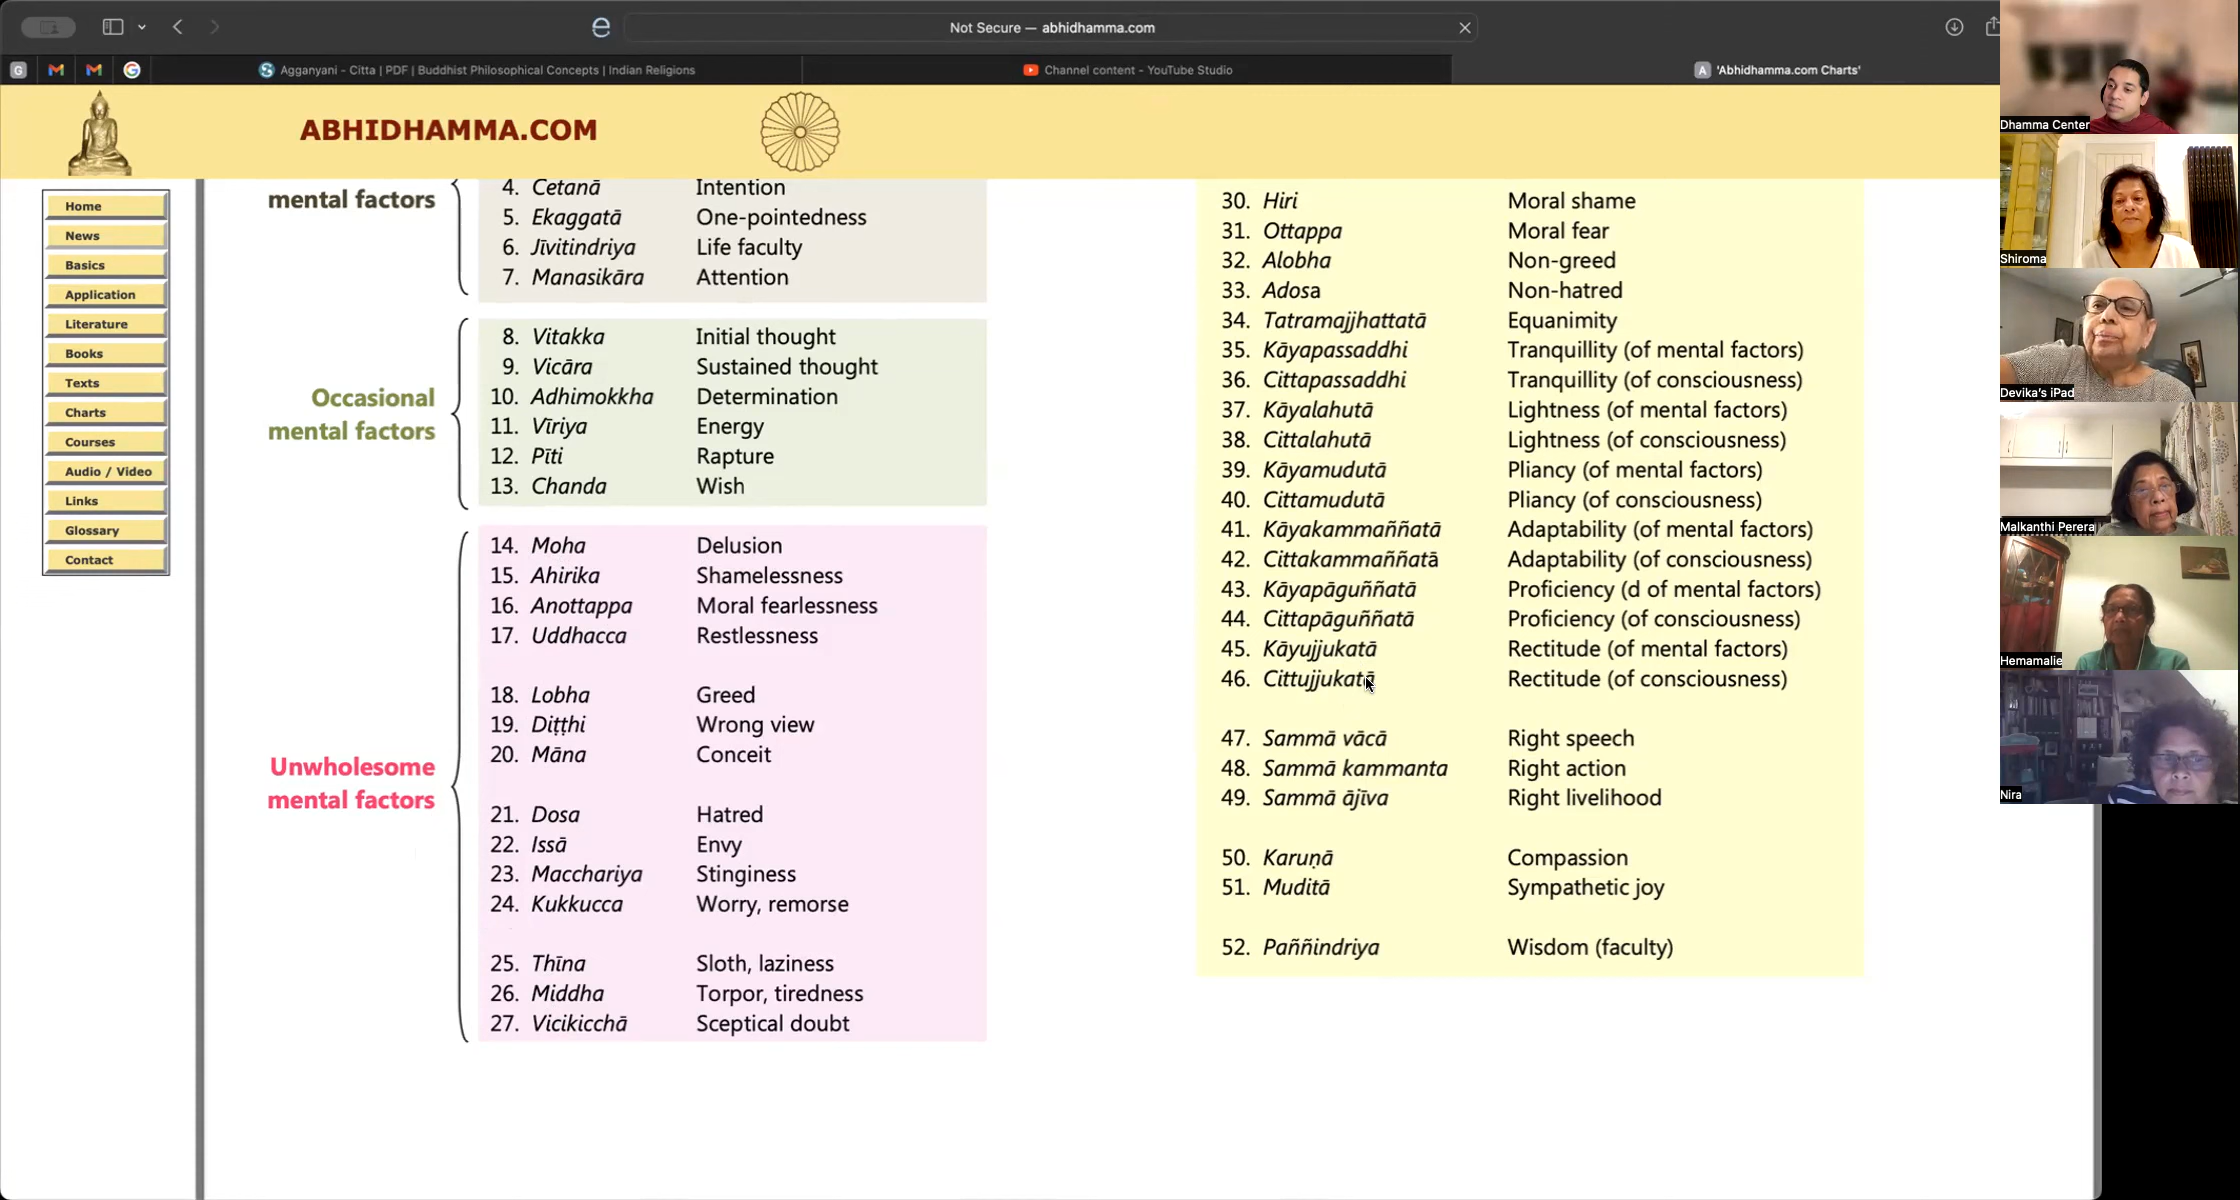 Not Secure — abhidhamma.com
Agganyani - Citta | PDF | Buddhist Philosophical Concepts | Indian Religions
Channel content - YouTube Studio
A 'Abhidhamma.com Charts'
ABHIDHAMMA.COM
Home
News
Basics
Application
Literature
Books
Texts
Charts
Courses
Audio / Video
Links
Glossary
Contact
mental factors
4. Cetanā Intention
5. Ekaggatā One-pointedness
6. Jīvitindriya Life faculty
7. Manasikāra Attention
Occasional
mental factors
8. Vitakka Initial thought
9. Vicāra Sustained thought
10. Adhimokkha Determination
11. Vīriya Energy
12. Pīti Rapture
13. Chanda Wish
Unwholesome
mental factors
14. Moha Delusion
15. Ahirika Shamelessness
16. Anottappa Moral fearlessness
17. Uddhacca Restlessness
18. Lobha Greed
19. Diṭṭhi Wrong view
20. Māna Conceit
21. Dosa Hatred
22. Issā Envy
23. Macchariya Stinginess
24. Kukkucca Worry, remorse
25. Thīna Sloth, laziness
26. Middha Torpor, tiredness
27. Vicikicchā Sceptical doubt
30. Hiri Moral shame
31. Ottappa Moral fear
32. Alobha Non-greed
33. Adosa Non-hatred
34. Tatramajjhattatā Equanimity
35. Kāyapassaddhi Tranquillity (of mental factors)
36. Cittapassaddhi Tranquillity (of consciousness)
37. Kāyalahutā Lightness (of mental factors)
38. Cittalahutā Lightness (of consciousness)
39. Kāyamudutā Pliancy (of mental factors)
40. Cittamudutā Pliancy (of consciousness)
41. Kāyakammaññatā Adaptability (of mental factors)
42. Cittakammaññatā Adaptability (of consciousness)
43. Kāyapāguññatā Proficiency (d of mental factors)
44. Cittapāguññatā Proficiency (of consciousness)
45. Kāyujjukatā Rectitude (of mental factors)
46. Cittujjukatā Rectitude (of consciousness)
47. Sammā vācā Right speech
48. Sammā kammanta Right action
49. Sammā ājīva Right livelihood
50. Karuṇā Compassion
51. Muditā Sympathetic joy
52. Paññindriya Wisdom (faculty)
Dhamma Center
Shiroma
Devika's iPad
Malkanthi Perera
Hemamalie
Nira